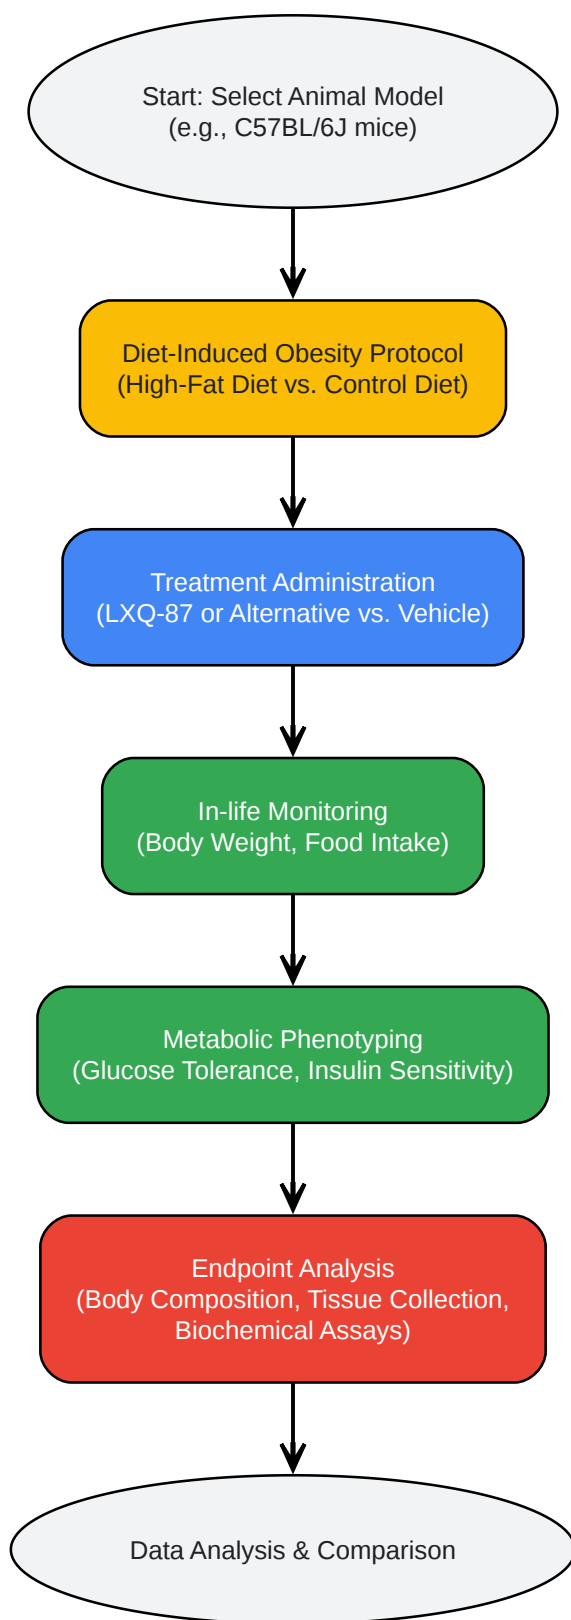 Start: Select Animal Model
(e.g., C57BL/6J mice)
Diet-Induced Obesity Protocol
(High-Fat Diet vs. Control Diet)
Treatment Administration
(LXQ-87 or Alternative vs. Vehicle)
In-life Monitoring
(Body Weight, Food Intake)
Metabolic Phenotyping
(Glucose Tolerance, Insulin Sensitivity)
Endpoint Analysis
(Body Composition, Tissue Collection,
Biochemical Assays)
Data Analysis & Comparison